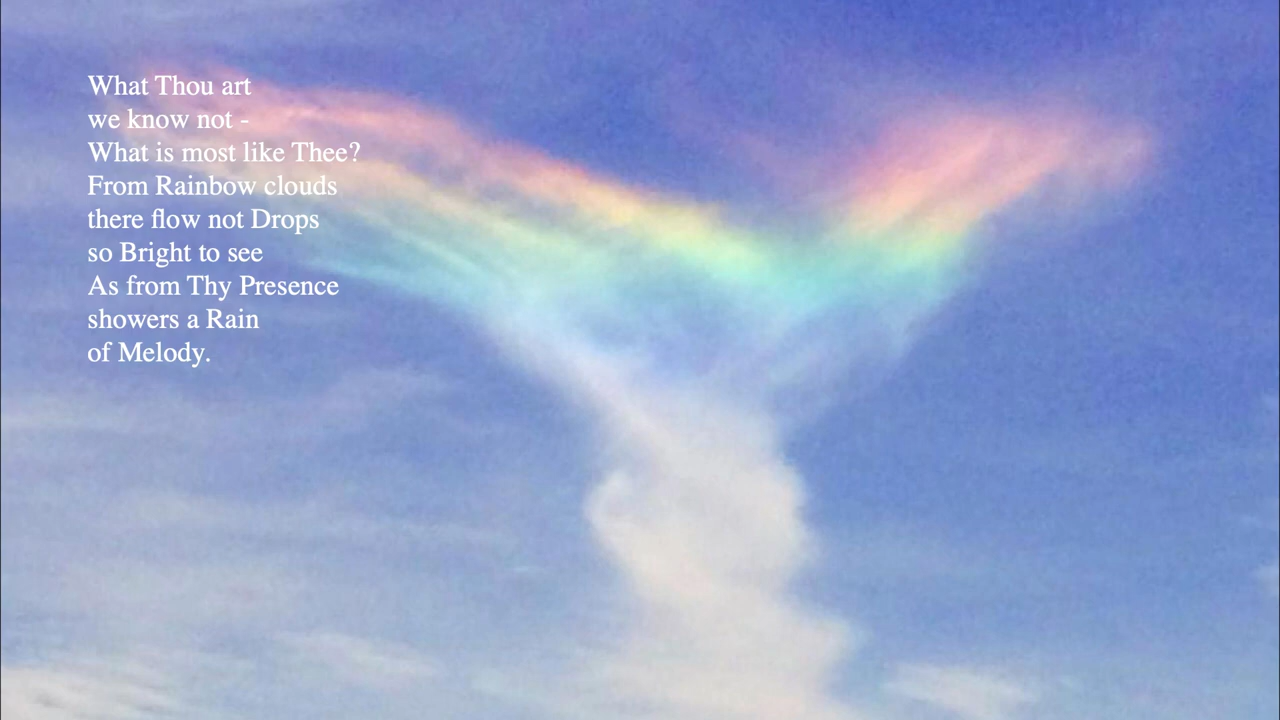 What Thou art
we know not -
What is most like Thee?
From Rainbow clouds
there flow not Drops
so Bright to see
As from Thy Presence
showers a Rain
of Melody.